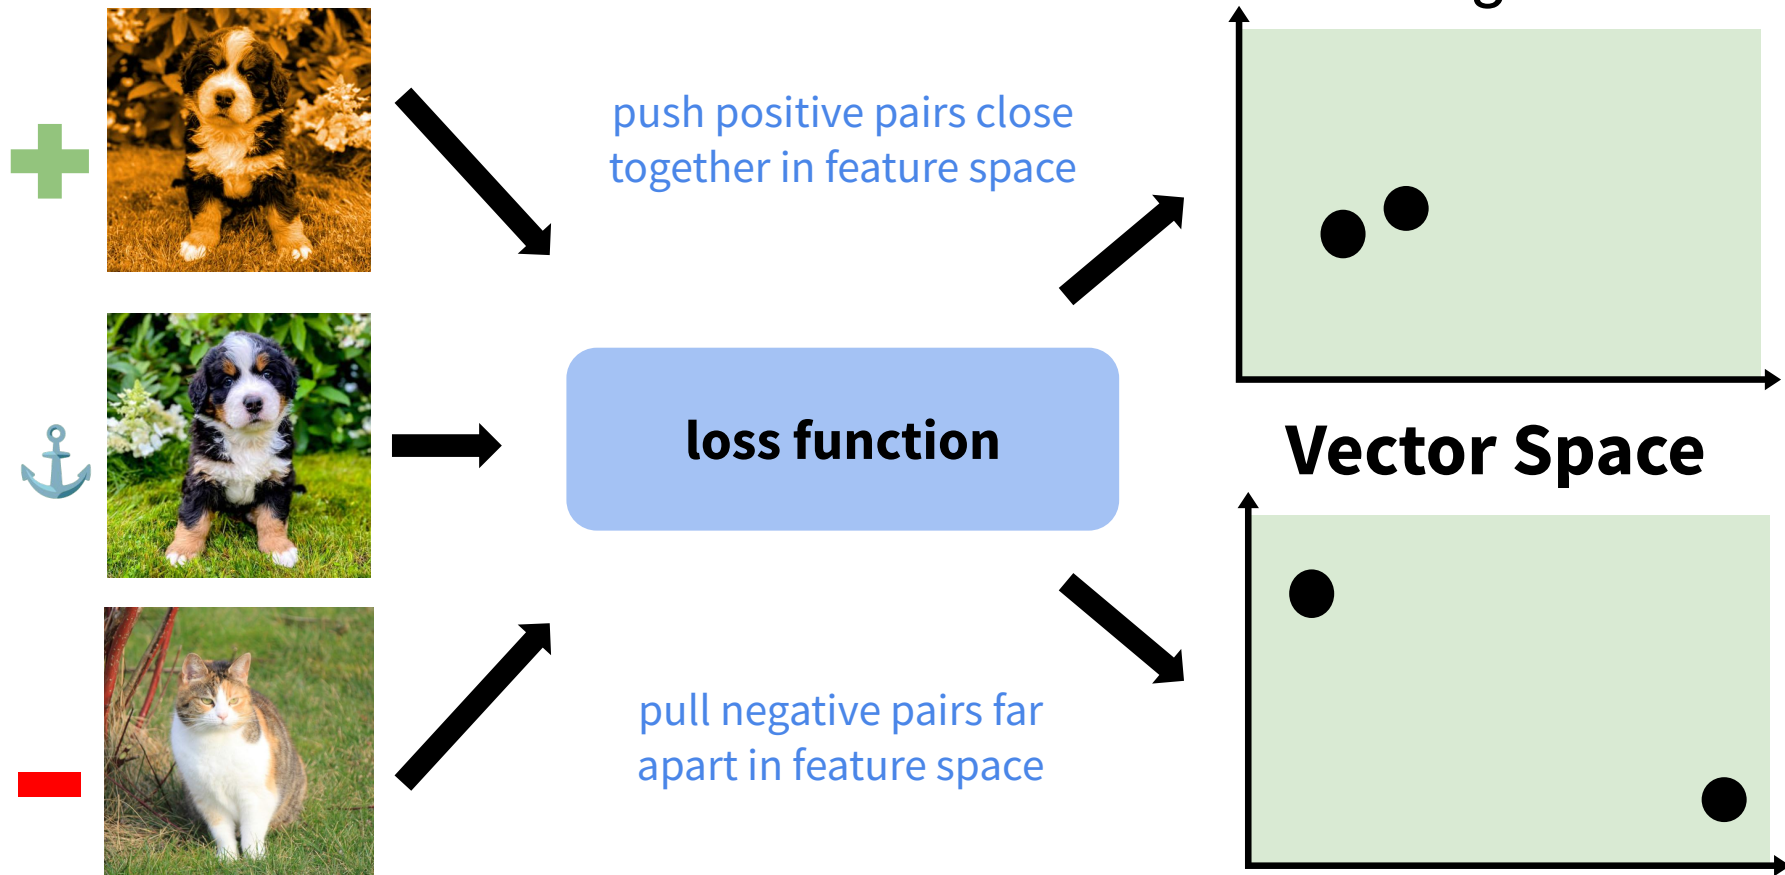 push positive pairs close
together in feature space
loss function
Vector Space
pull negative pairs far
apart in feature space